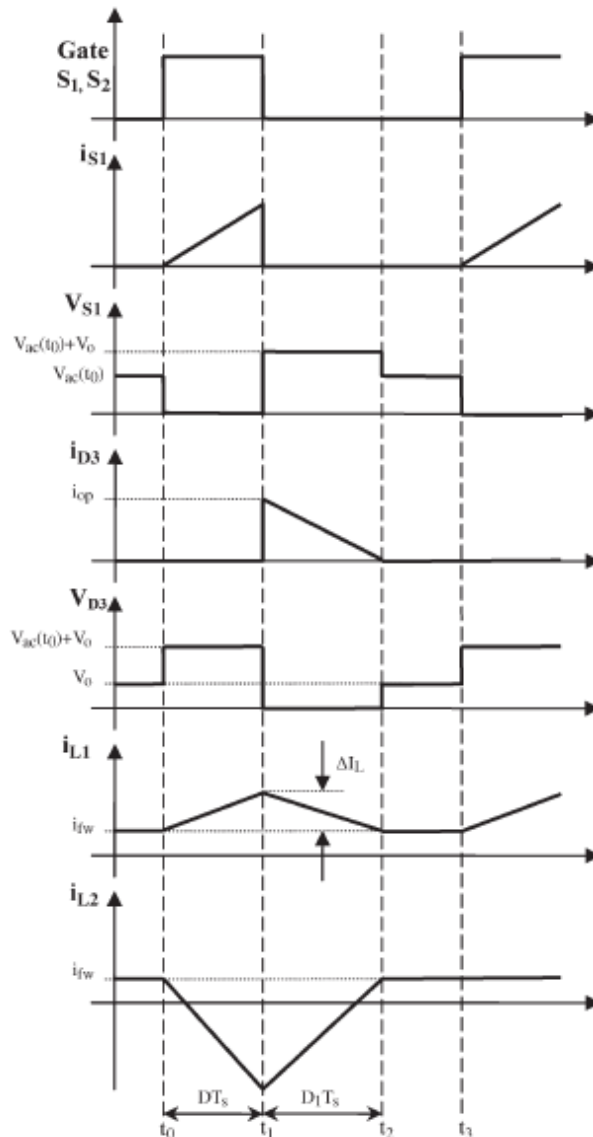 Gate
S1, S2
iS1
VS1
Vac(t0)+Vo
Vac(t0)
iD3
iop
VD3
Vac(t0)+Vo
Vo
iL1
ΔIL
ifw
iL2
ifw
DTs D1Ts
t0 t1 t2 t3